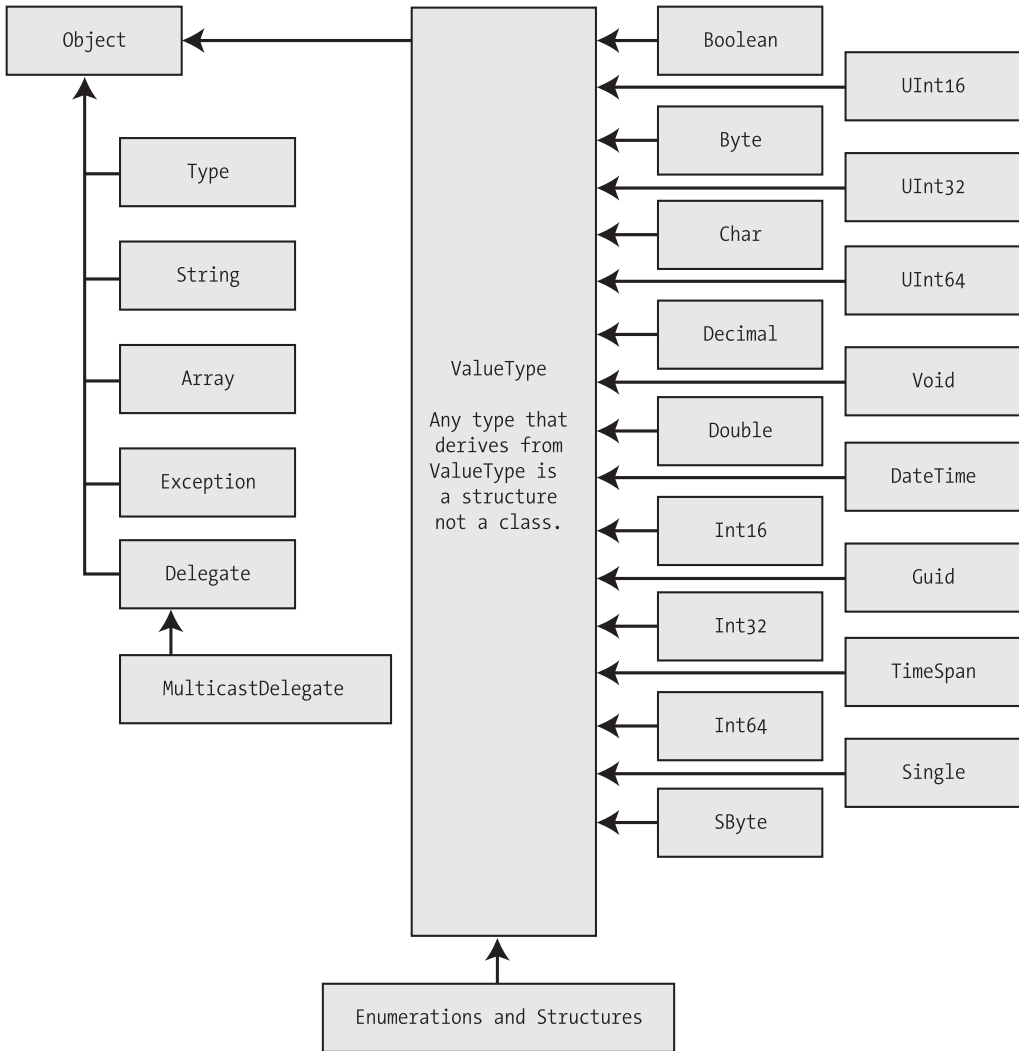 Object
Type
String
Array
Exception
Delegate
MulticastDelegate
ValueType
Any type that
derives from
ValueType is
a structure
not a class.
Boolean
UInt16
Byte
UInt32
Char
UInt64
Decimal
Void
Double
DateTime
Int16
Guid
Int32
TimeSpan
Int64
Single
SByte
Enumerations and Structures